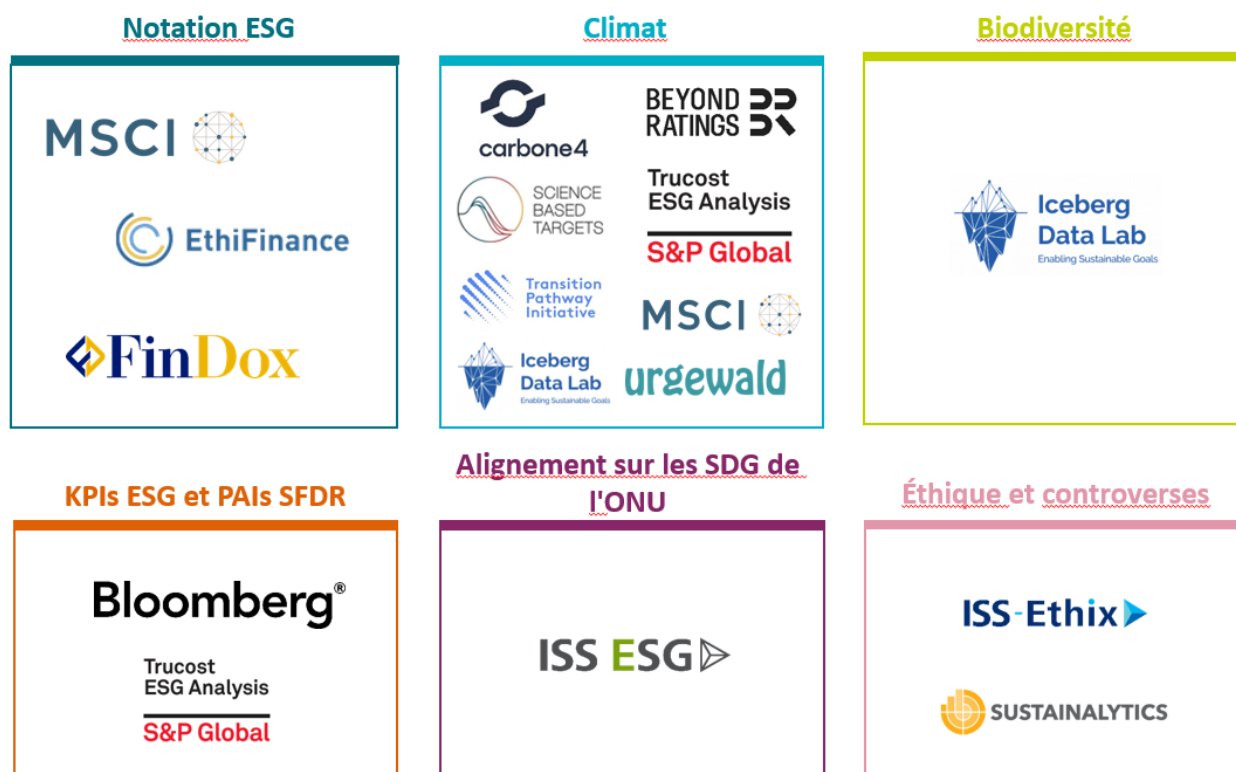 Notation ESG
MSCI
EthiFinance
FinDox
Climat
carbone4
BEYOND
RATINGS
SCIENCE
BASED
TARGETS
Trucost
ESG Analysis
S&P Global
Transition
Pathway
Initiative
MSCI
Iceberg
Data Lab
Enabling Sustainable Goals
urgewald
Biodiversité
Iceberg
Data Lab
Enabling Sustainable Goals
KPIs ESG et PAIs SFDR
Bloomberg®
Trucost
ESG Analysis
S&P Global
Alignement sur les SDG de
l'ONU
ISS ESG
Éthique et controverses
ISS-Ethix
SUSTAINALYTICS